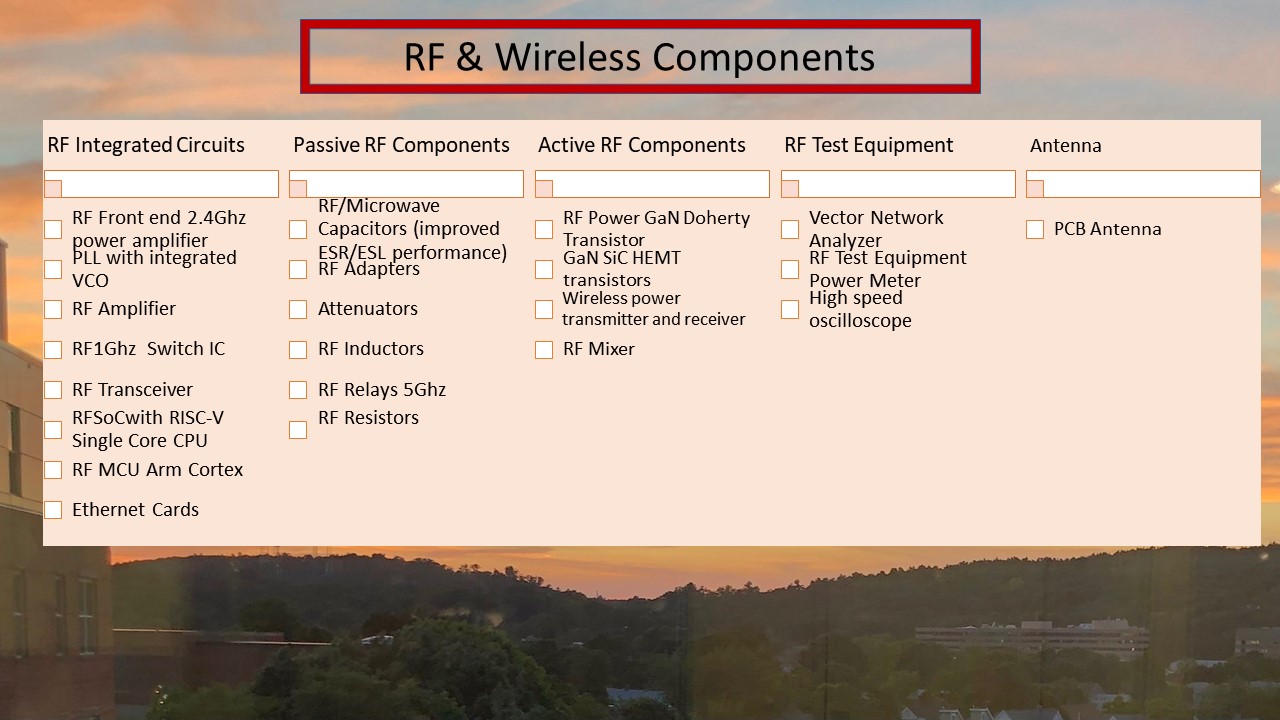 RF & Wireless Components
RF Integrated Circuits
RF Front end 2.4Ghz
power amplifier
PLL with integrated
VCO
RF Amplifier
RF1Ghz Switch IC
RF Transceiver
RFSoCwith RISC-V
Single Core CPU
RF MCU Arm Cortex
Ethernet Cards
Passive RF Components
RF/Microwave
Capacitors (improved
ESR/ESL performance)
RF Adapters
Attenuators
RF Inductors
RF Relays 5Ghz
RF Resistors
Active RF Components
RF Power GaN Doherty
Transistor
GaN SiC HEMT
transistors
Wireless power
transmitter and receiver
RF Mixer
RF Test Equipment
Vector Network
Analyzer
RF Test Equipment
Power Meter
High speed
oscilloscope
Antenna
PCB Antenna